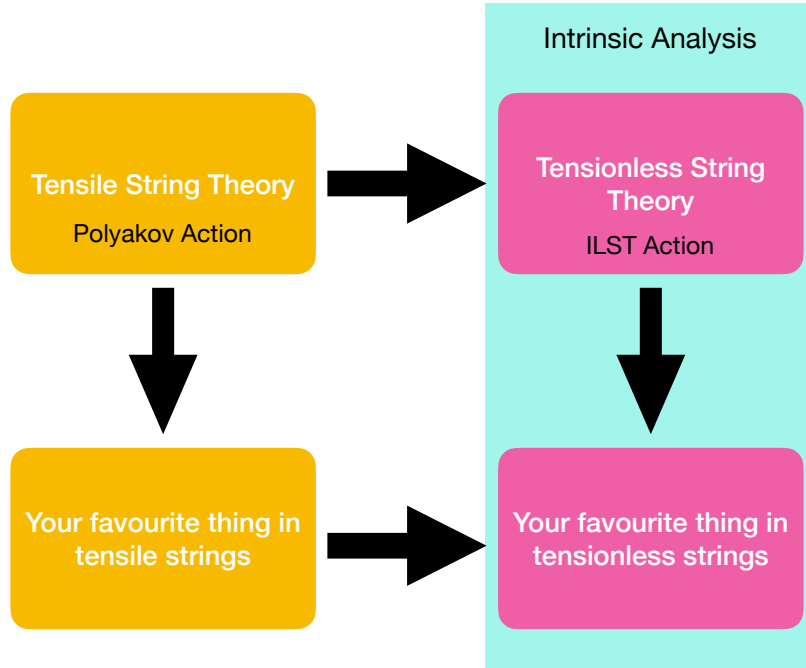 Intrinsic Analysis
Tensile String Theory
Polyakov Action
Tensionless String
Theory
ILST Action
Your favourite thing in
tensile strings
Your favourite thing in
tensionless strings